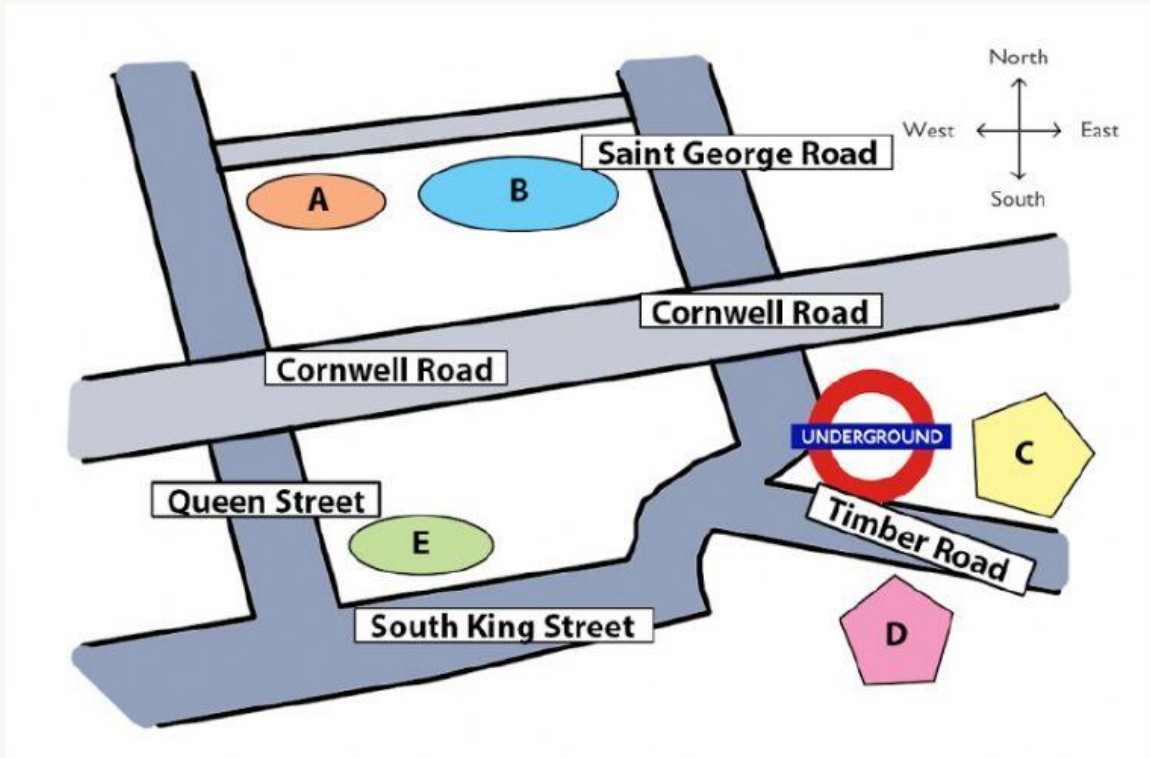 North
West
East
South
Saint George Road
A
B
Cornwell Road
Cornwell Road
UNDERGROUND
C
Queen Street
Timber Road
E
South King Street
D